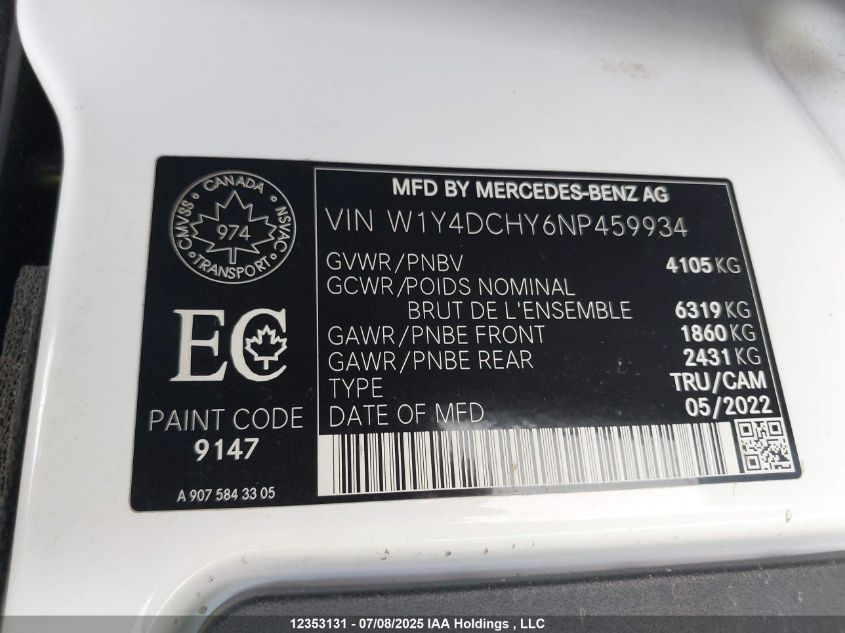 CANADA
CMVSS
NSVAC
974
TRANSPORT
EC
PAINT CODE
9147
A 907 584 33 05
MFD BY MERCEDES-BENZ AG
VIN W1Y4DCHY6NP459934
GVWR/PNBV 4105 KG
GCWR/POIDS NOMINAL
BRUT DE L'ENSEMBLE 6319 KG
GAWR/PNBE FRONT 1860 KG
GAWR/PNBE REAR 2431 KG
TYPE TRU/CAM
DATE OF MFD 05/2022
12353131 - 07/08/2025 IAA Holdings , LLC